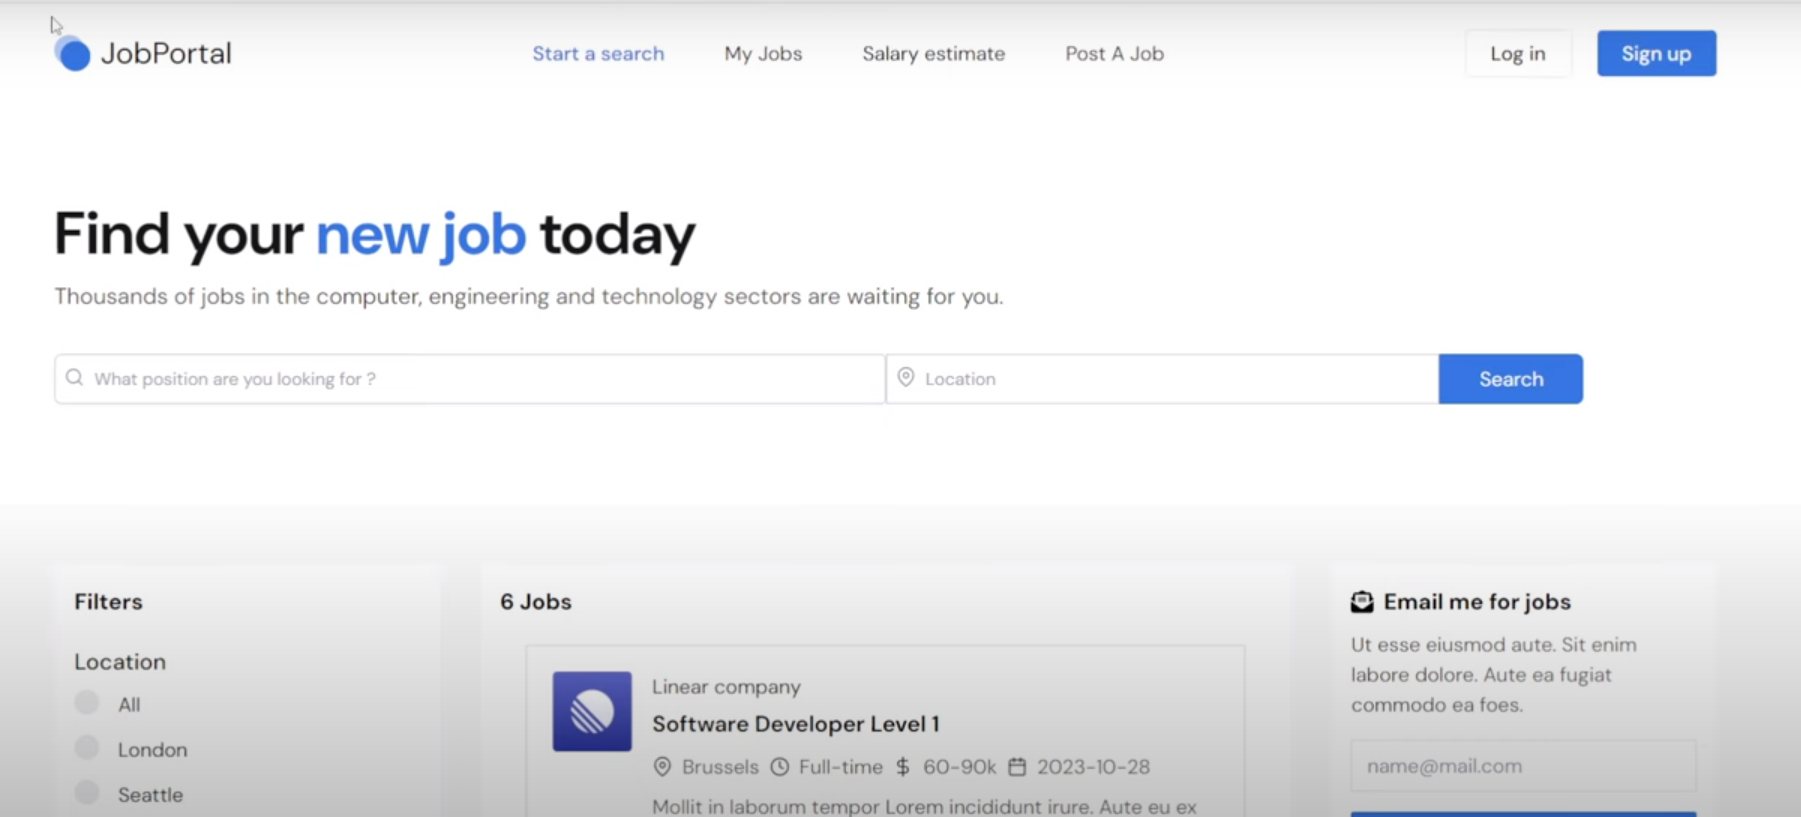 JobPortal
Start a search
My Jobs
Salary estimate
Post A Job
Log in
Sign up
Find your new job today
Thousands of jobs in the computer, engineering and technology sectors are waiting for you.
What position are you looking for ?
Location
Search
Filters
Location
All
London
Seattle
6 Jobs
Linear company
Software Developer Level 1
Brussels Full-time $ 60-90k 2023-10-28
Mollit in laborum tempor Lorem incididunt irure. Aute eu ex
Email me for jobs
Ut esse eiusmod aute. Sit enim
labore dolore. Aute ea fugiat
commodo ea foes.
name@mail.com